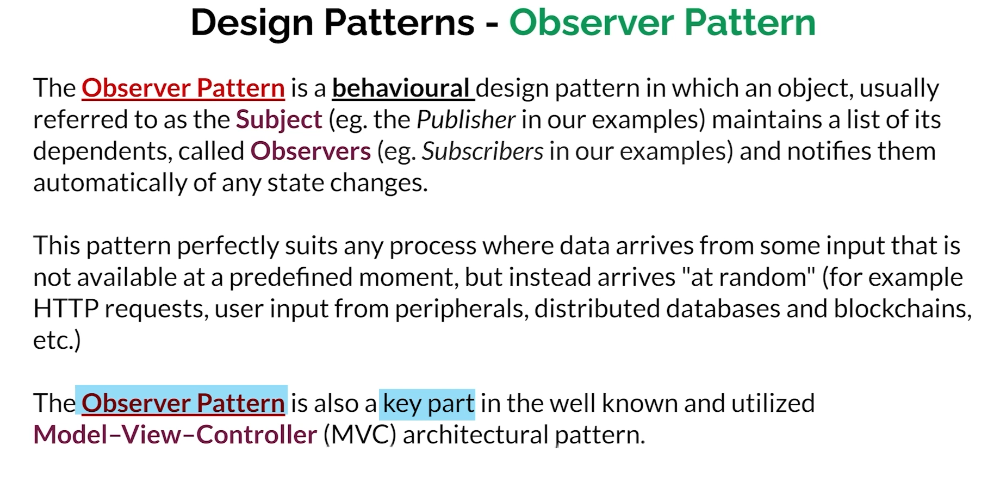 Design Patterns - Observer Pattern
The Observer Pattern is a behavioural design pattern in which an object, usually
referred to as the Subject (eg. the Publisher in our examples) maintains a list of its
dependents, called Observers (eg. Subscribers in our examples) and notifies them
automatically of any state changes.
This pattern perfectly suits any process where data arrives from some input that is
not available at a predefined moment, but instead arrives "at random" (for example
HTTP requests, user input from peripherals, distributed databases and blockchains,
etc.)
The Observer Pattern is also a key part in the well known and utilized
Model–View–Controller (MVC) architectural pattern.